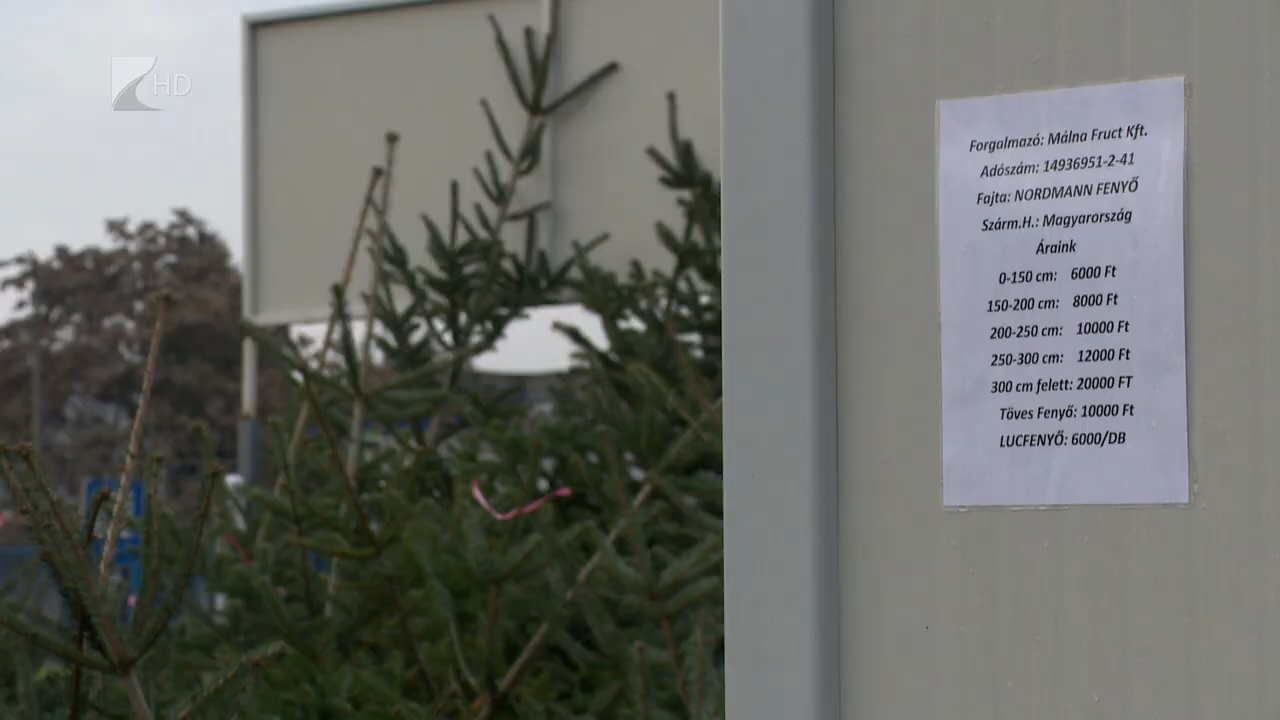 HD
Forgalmazó: Málna Fruct Kft.
Adószám: 14936951-2-41
Fajta: NORDMANN FENYŐ
Szárm.H.: Magyarország
Áraink
0-150 cm: 6000 Ft
150-200 cm: 8000 Ft
200-250 cm: 10000 Ft
250-300 cm: 12000 Ft
300 cm felett: 20000 FT
Töves Fenyő: 10000 Ft
LUCFENYŐ: 6000/DB